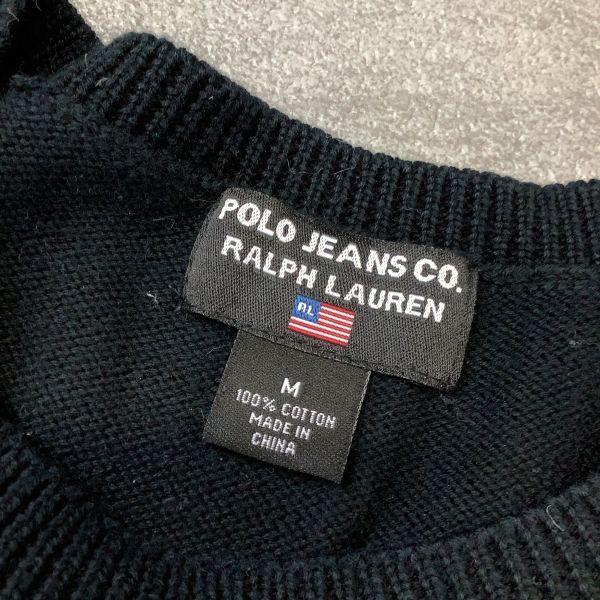 POLO JEANS CO.
RALPH LAUREN
RL
M
100% COTTON
MADE IN
CHINA